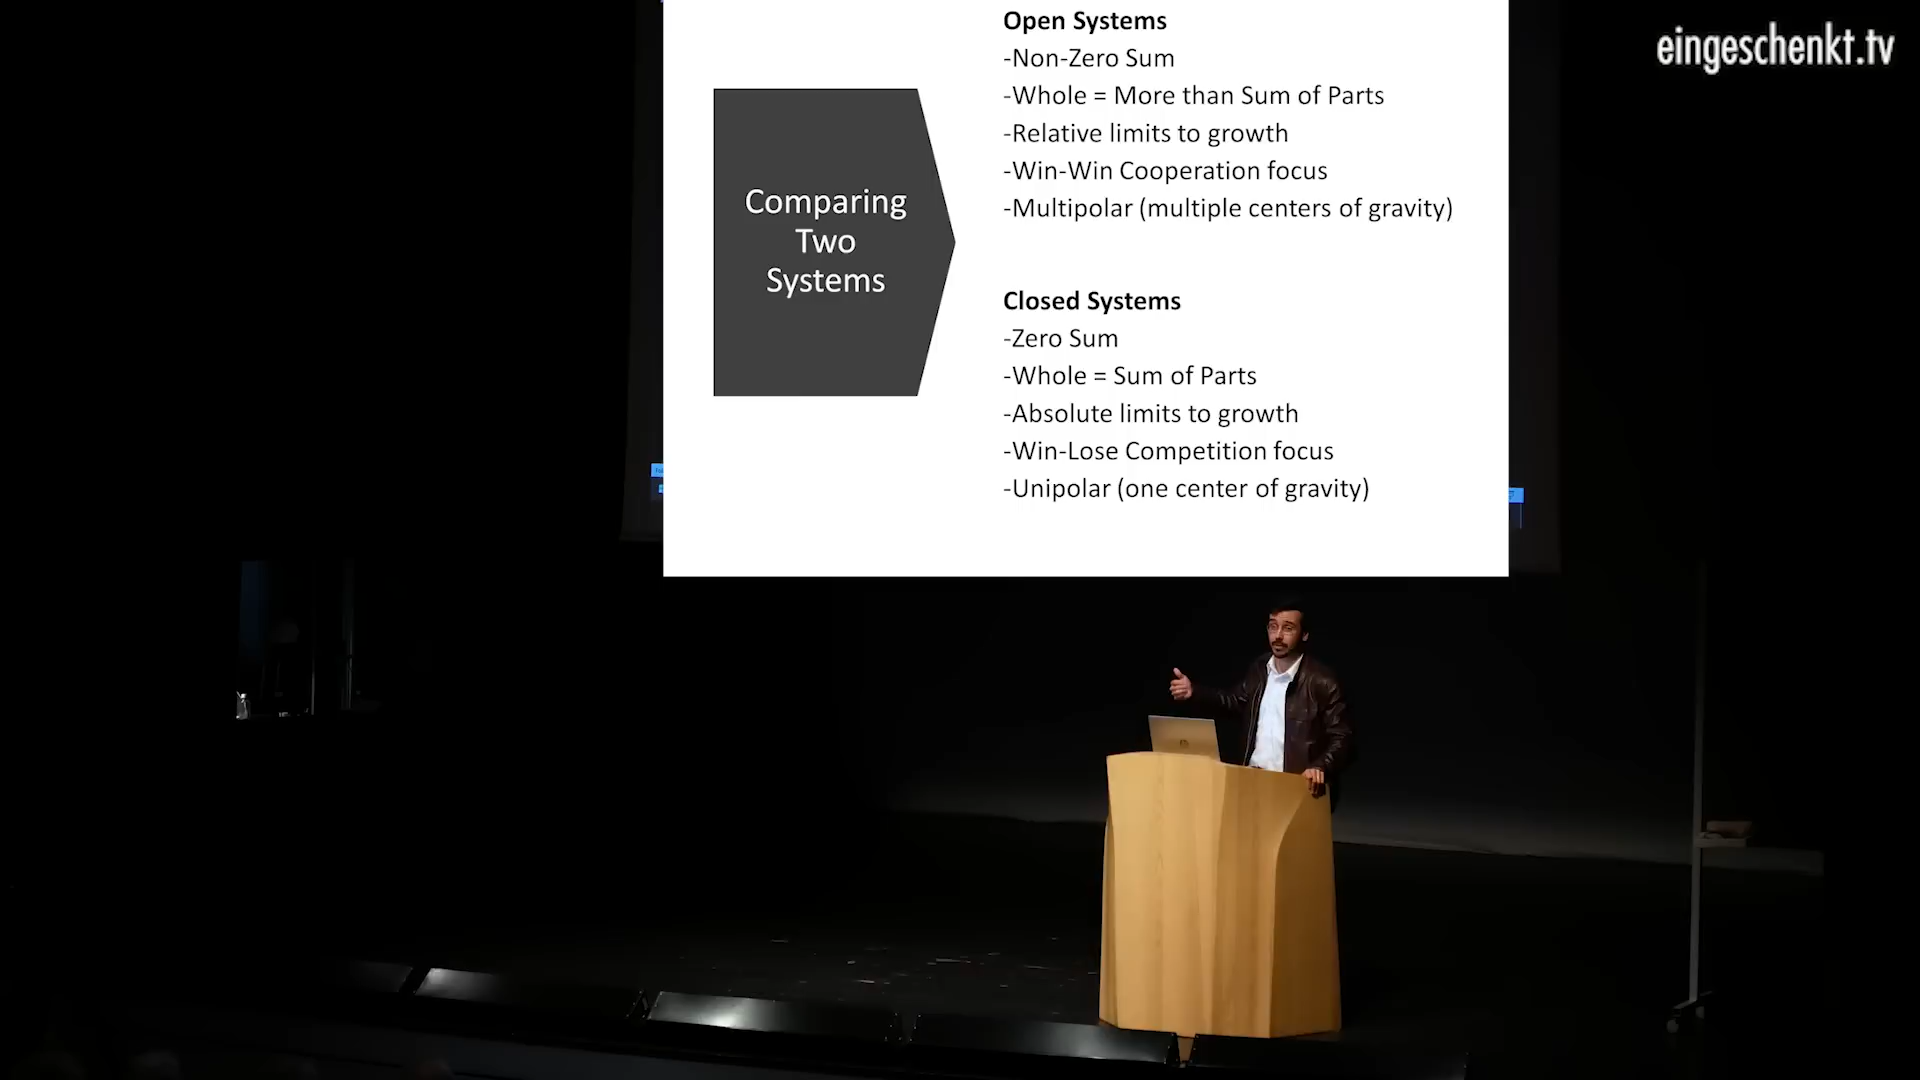 eingeschenkt.tv
Comparing
Two
Systems
Open Systems
-Non-Zero Sum
-Whole = More than Sum of Parts
-Relative limits to growth
-Win-Win Cooperation focus
-Multipolar (multiple centers of gravity)
Closed Systems
-Zero Sum
-Whole = Sum of Parts
-Absolute limits to growth
-Win-Lose Competition focus
-Unipolar (one center of gravity)